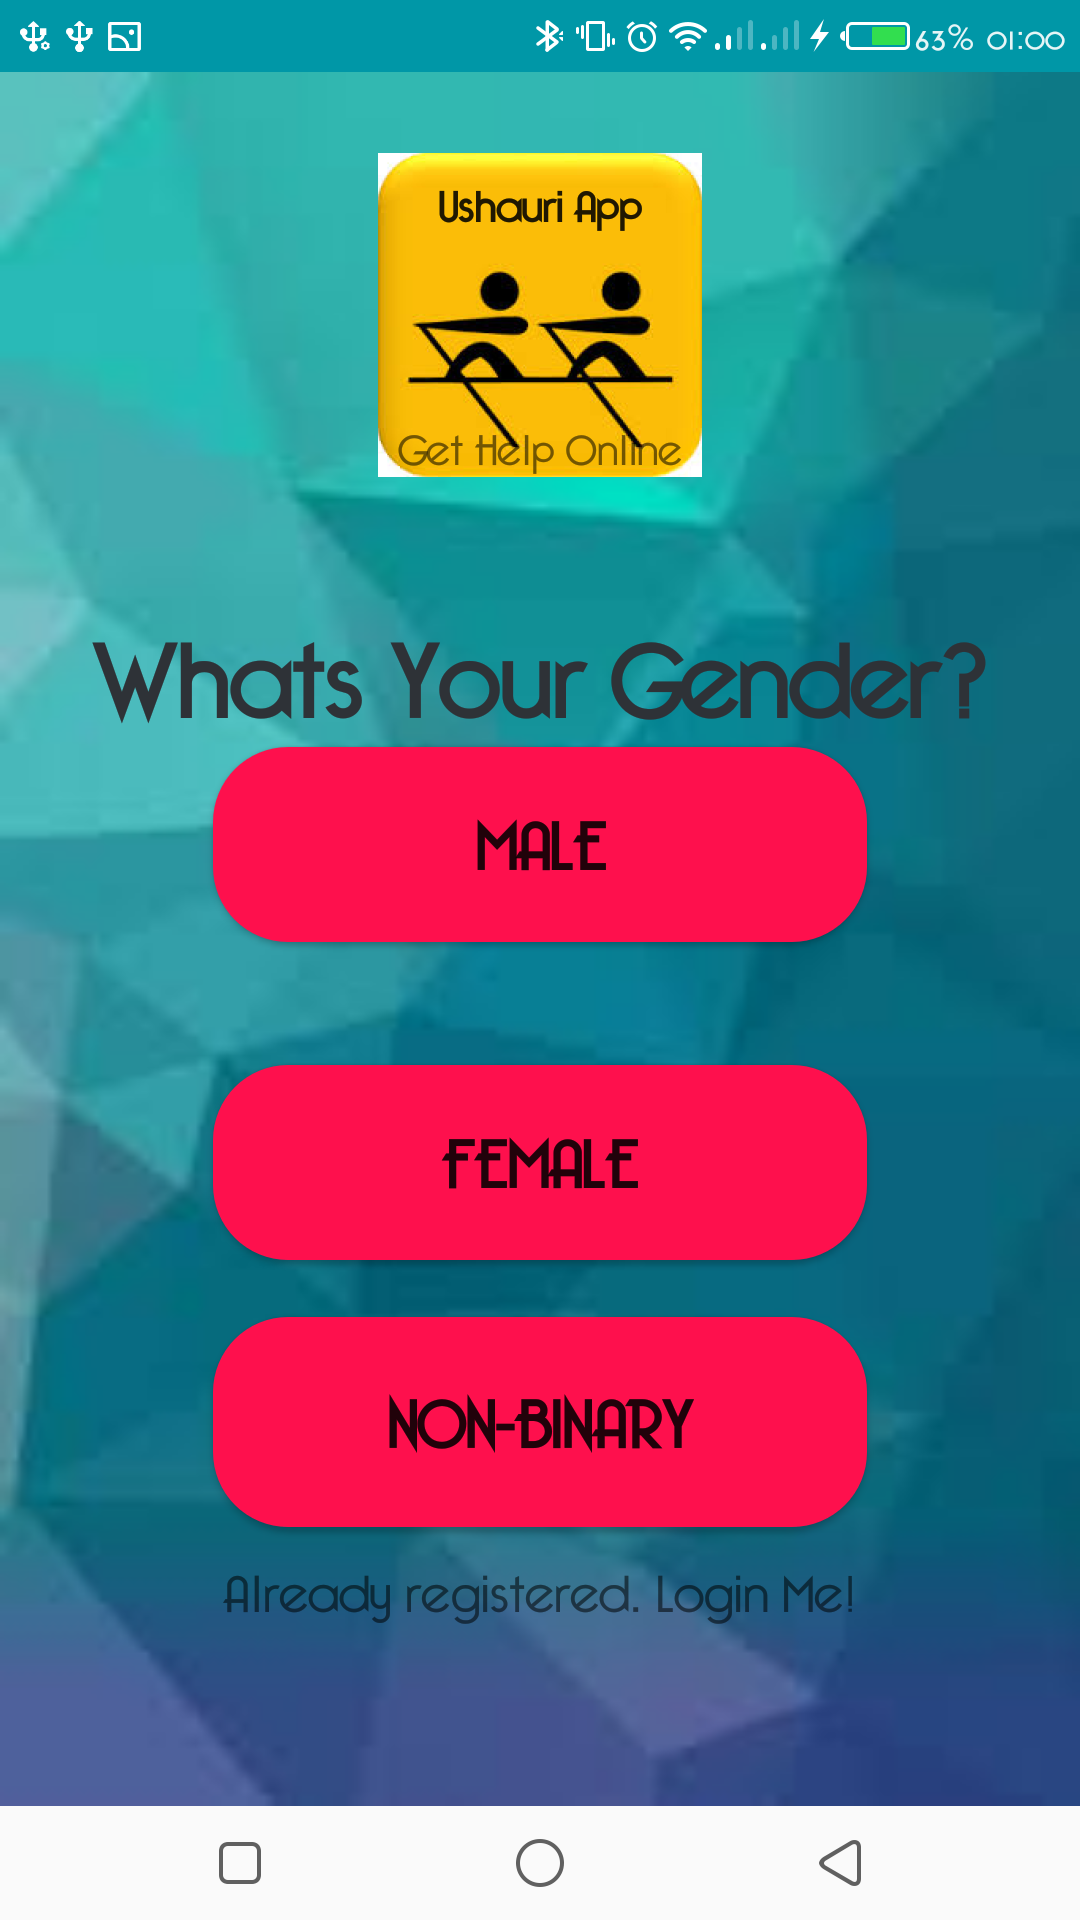 63% 01:00
Ushauri App
Get Help Online
Whats Your Gender?
MALE
FEMALE
NON-BINARY
Already registered. Login Me!